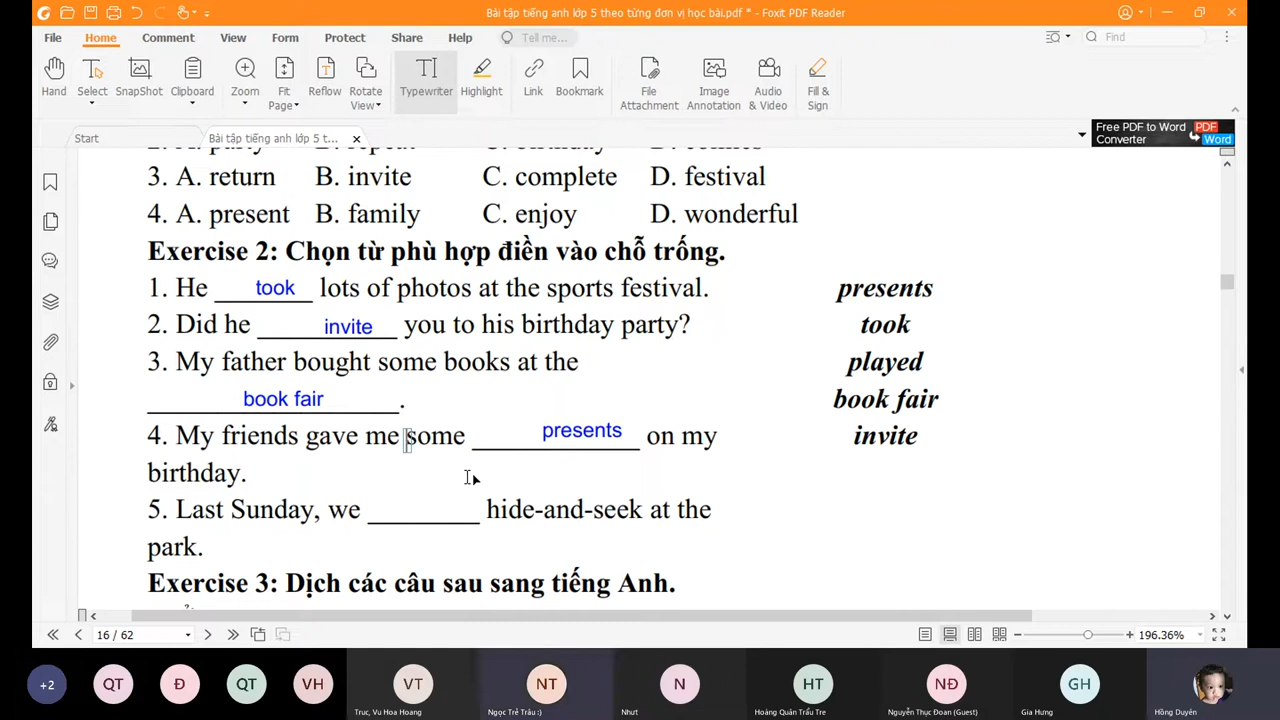 Bài tập tiếng anh lớp 5 theo từng đơn vị học bài.pdf * - Foxit PDF Reader
File Home Comment View Form Protect Share Help Tell me... Find
Hand Select SnapShot Clipboard Zoom Fit Page Reflow Rotate View Typewriter Highlight Link Bookmark File Attachment Image Annotation Audio & Video Fill & Sign
Start Bài tập tiếng anh lớp 5 t... Free PDF to Word Converter PDF Word
3. A. return B. invite C. complete D. festival
4. A. present B. family C. enjoy D. wonderful
Exercise 2: Chọn từ phù hợp điền vào chỗ trống.
1. He took lots of photos at the sports festival. presents
2. Did he invite you to his birthday party? took
3. My father bought some books at the played
book fair. book fair
4. My friends gave me some presents on my invite
birthday.
5. Last Sunday, we ________ hide-and-seek at the
park.
Exercise 3: Dịch các câu sau sang tiếng Anh.
16 / 62 196.36%
+2 QT Đ QT VH VT NT N HT NĐ GH
Truc, Vu Hoa Hoang Ngọc Trẻ Trâu :) Như Hoàng Quân Trẩu Tre Nguyễn Thục Đoan (Guest) Gia Hưng Hồng Duyên